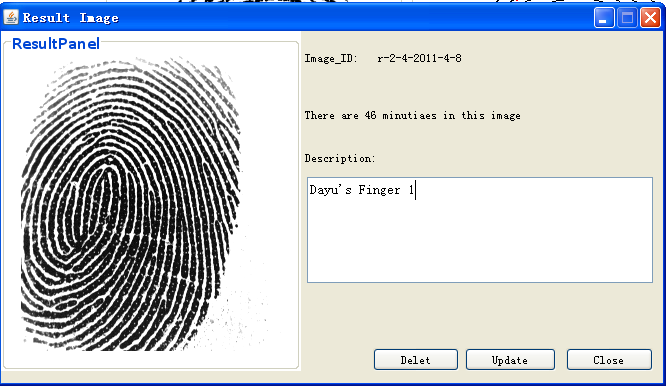 Result Image
ResultPanel
Image_ID: r-2-4-2011-4-8
There are 46 minutiaes in this image
Description:
Dayu's Finger 1
Delet Update Close